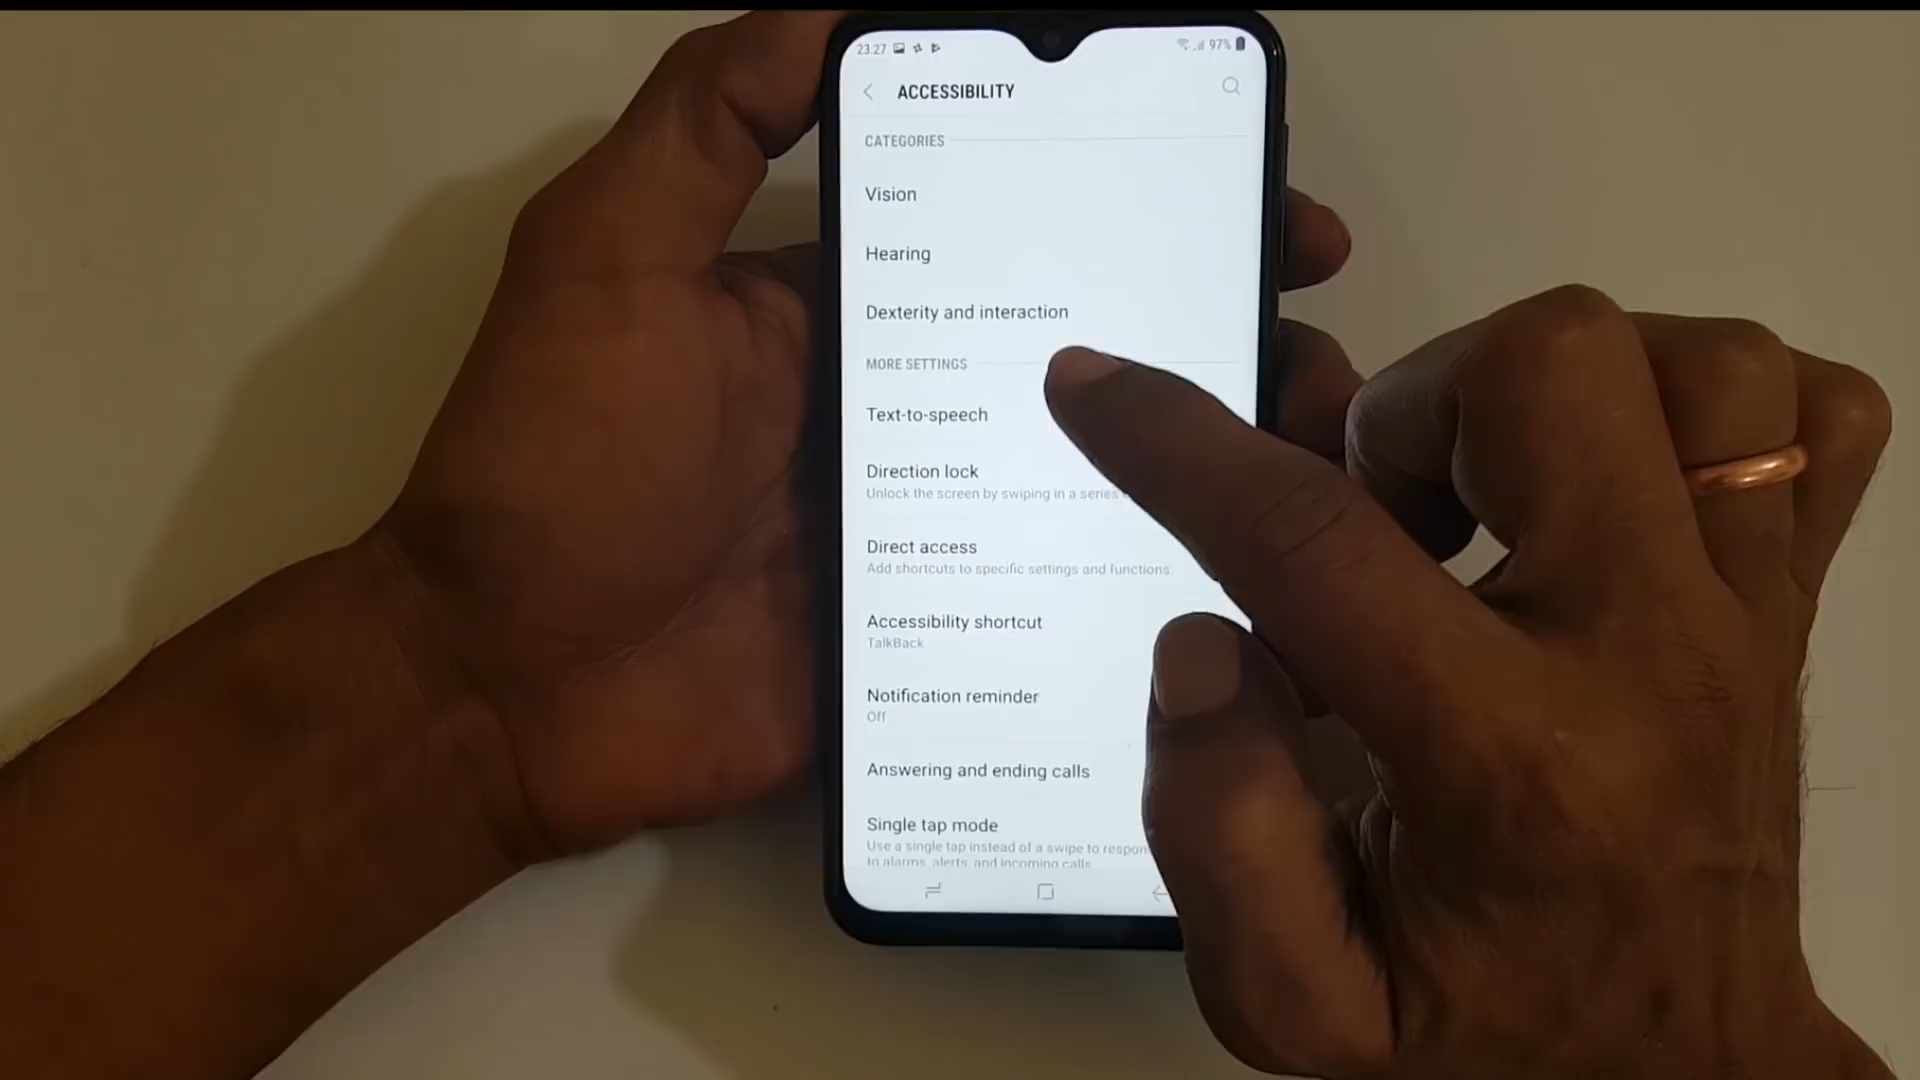 23:27
97%
ACCESSIBILITY
CATEGORIES
Vision
Hearing
Dexterity and interaction
MORE SETTINGS
Text-to-speech
Direction lock
Unlock the screen by swiping in a series
Direct access
Add shortcuts to specific settings and functions.
Accessibility shortcut
TalkBack
Notification reminder
Off
Answering and ending calls
Single tap mode
Use a single tap instead of a swipe to respon
to alarms, alerts, and incoming calls